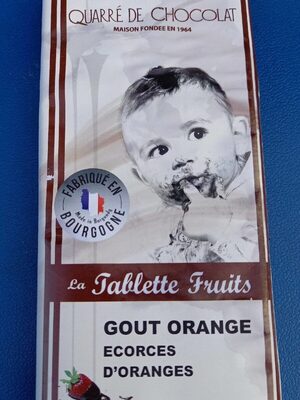 QUARRÉ DE CHOCOLAT
MAISON FONDEE EN 1964
FABRIQUÉ EN
Made in Burgundy
BOURGOGNE
La Tablette Fruits
GOUT ORANGE
ECORCES
D'ORANGES